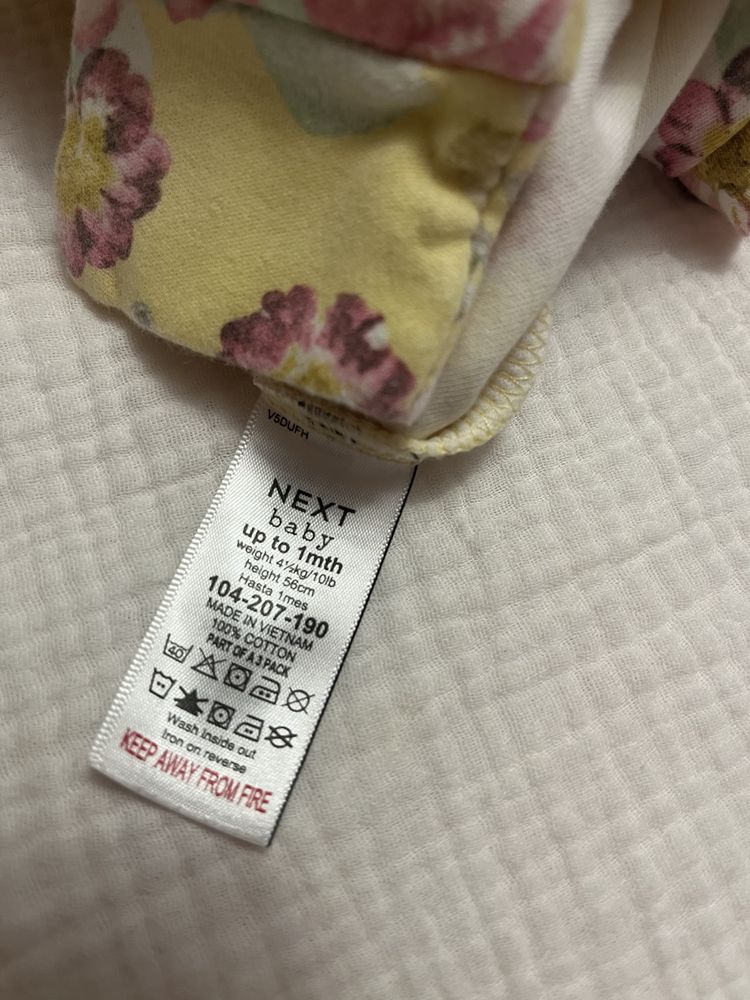 V5DUFH
NEXT
baby
up to 1mth
weight 4½kg/10lb
height 56cm
Hasta 1mes
104-207-190
MADE IN VIETNAM
100% COTTON
PART OF A 3 PACK
40
Wash inside out
Iron on reverse
KEEP AWAY FROM FIRE